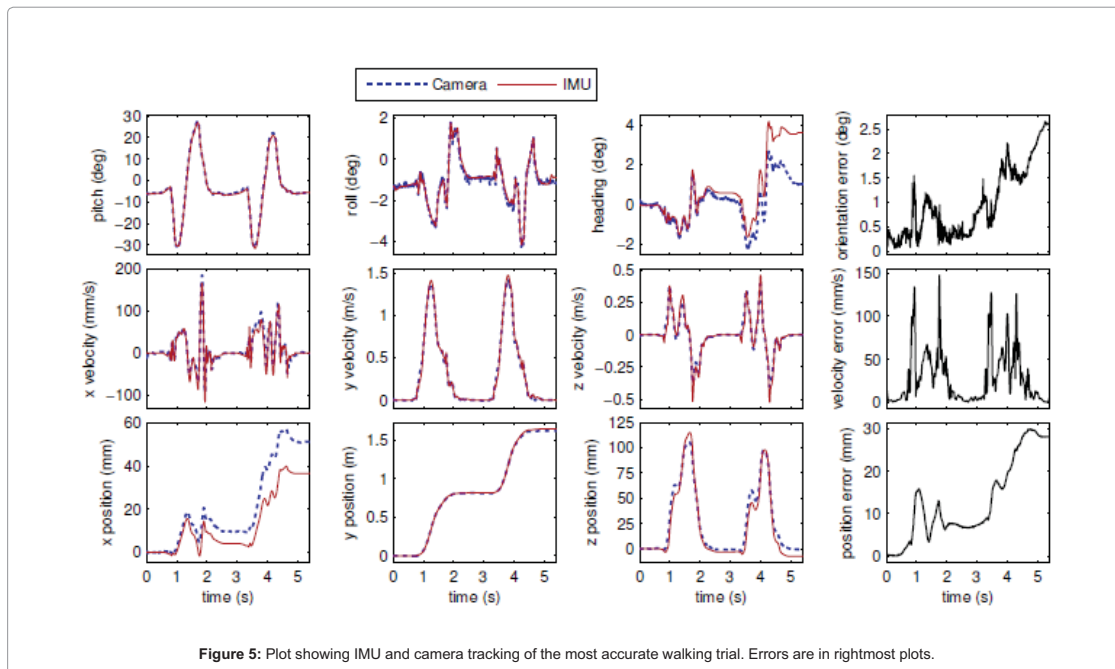 Camera IMU
30
20
10
0
−10
−20
−30
pitch (deg)
2
0
−2
−4
roll (deg)
4
2
0
−2
heading (deg)
2.5
2
1.5
1
0.5
0
orientation error (deg)
200
100
0
−100
x velocity (mm/s)
1.5
1
0.5
0
y velocity (m/s)
0.5
0.25
0
−0.25
−0.5
z velocity (m/s)
150
100
50
0
velocity error (mm/s)
60
40
20
0
x position (mm)
0 1 2 3 4 5
time (s)
1.5
1
0.5
0
y position (m)
0 1 2 3 4 5
time (s)
125
100
75
50
25
0
z position (mm)
0 1 2 3 4 5
time (s)
30
20
10
0
position error (mm)
0 1 2 3 4 5
time (s)
Figure 5: Plot showing IMU and camera tracking of the most accurate walking trial. Errors are in rightmost plots.